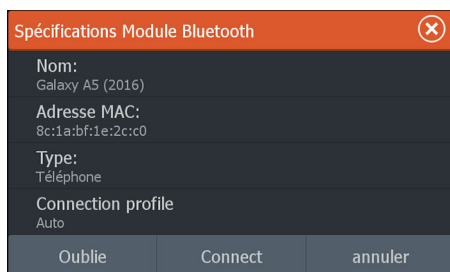 Spécifications Module Bluetooth
Nom:
Galaxy A5 (2016)
Adresse MAC:
8c:1a:bf:1e:2c:c0
Type:
Téléphone
Connection profile
Auto
Oublie Connect annuler